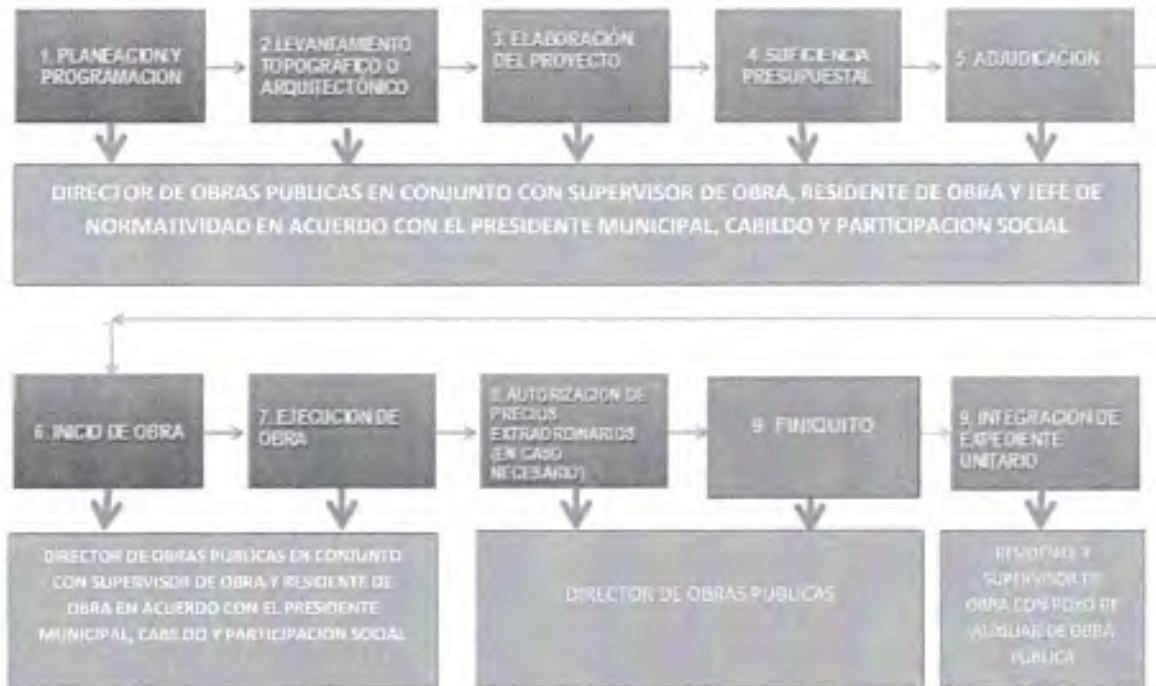 1. PLANEACION Y
PROGRAMACION
2. LEVANTAMIENTO
TOPOGRÁFICO O
ARQUITECTÓNICO
3. ELABORACIÓN
DEL PROYECTO
4. SUFICIENCIA
PRESUPUESTAL
5. ADJUDICACION
DIRECTOR DE OBRAS PUBLICAS EN CONJUNTO CON SUPERVISOR DE OBRA, RESIDENTE DE OBRA Y JEFE DE
NORMATIVIDAD EN ACUERDO CON EL PRESIDENTE MUNICIPAL, CABILDO Y PARTICIPACION SOCIAL
6. INICIO DE OBRA
7. EJECUCION DE
OBRA
8. AUTORIZACION DE
PRECIOS
EXTRAORDINARIOS
(EN CASO
NECESARIO)
9. FINIQUITO
9. INTEGRACION DE
EXPEDIENTE
UNITARIO
DIRECTOR DE OBRAS PUBLICAS EN CONJUNTO
CON SUPERVISOR DE OBRA Y RESIDENTE DE
OBRA EN ACUERDO CON EL PRESIDENTE
MUNICIPAL, CABILDO Y PARTICIPACION SOCIAL
DIRECTOR DE OBRAS PUBLICAS
SUPERVISOR DE
OBRA CON POYO DE
AUXILIAR DE OBRA
PUBLICA